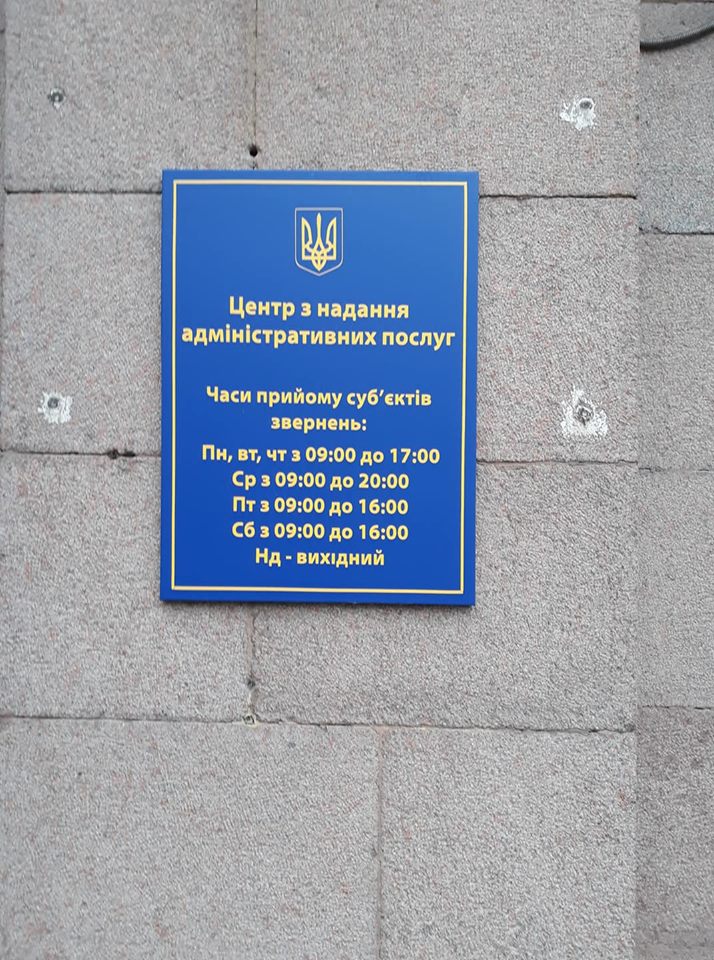 Центр з надання
адміністративних послуг
Часи прийому суб’єктів
звернень:
Пн, вт, чт з 09:00 до 17:00
Ср з 09:00 до 20:00
Пт з 09:00 до 16:00
Сб з 09:00 до 16:00
Нд - вихідний